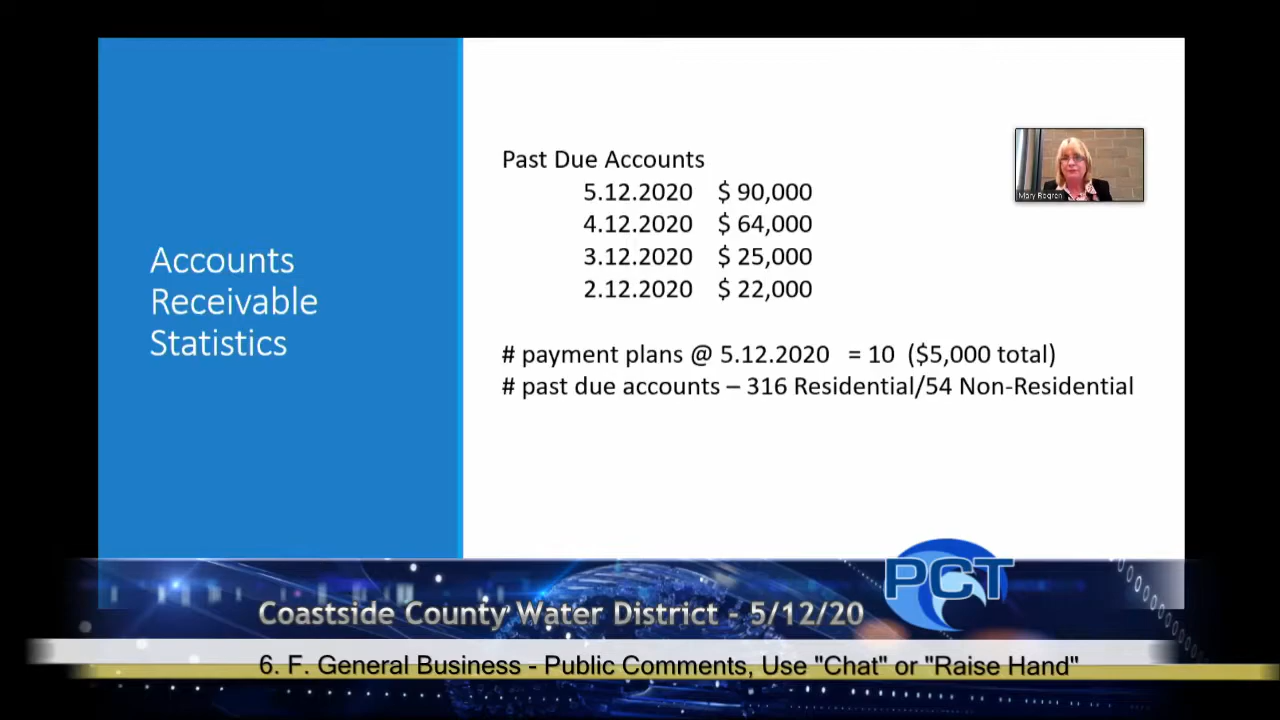 Accounts
Receivable
Statistics
Past Due Accounts
5.12.2020 $ 90,000
4.12.2020 $ 64,000
3.12.2020 $ 25,000
2.12.2020 $ 22,000
# payment plans @ 5.12.2020 = 10 ($5,000 total)
# past due accounts – 316 Residential/54 Non-Residential
Mary Rogren
PCT
Coastside County Water District - 5/12/20
6. F. General Business - Public Comments, Use "Chat" or "Raise Hand"